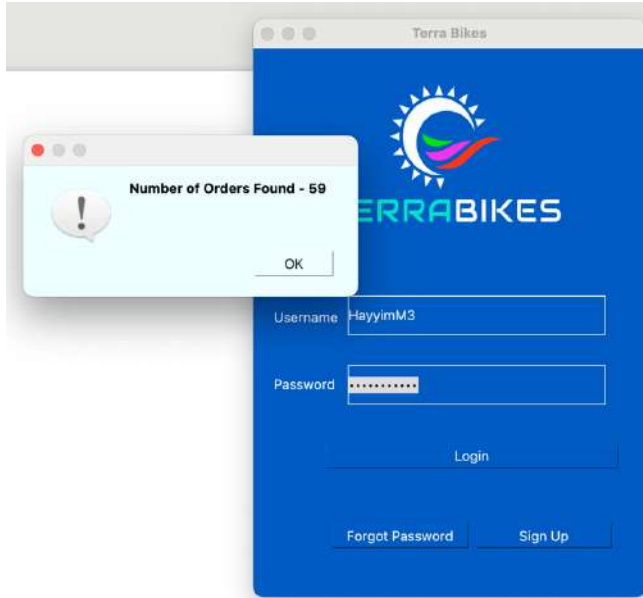 Terra Bikes
Number of Orders Found - 59
OK
ERRABIKES
Username HayyimM3
Password •••••••••••
Login
Forgot Password Sign Up